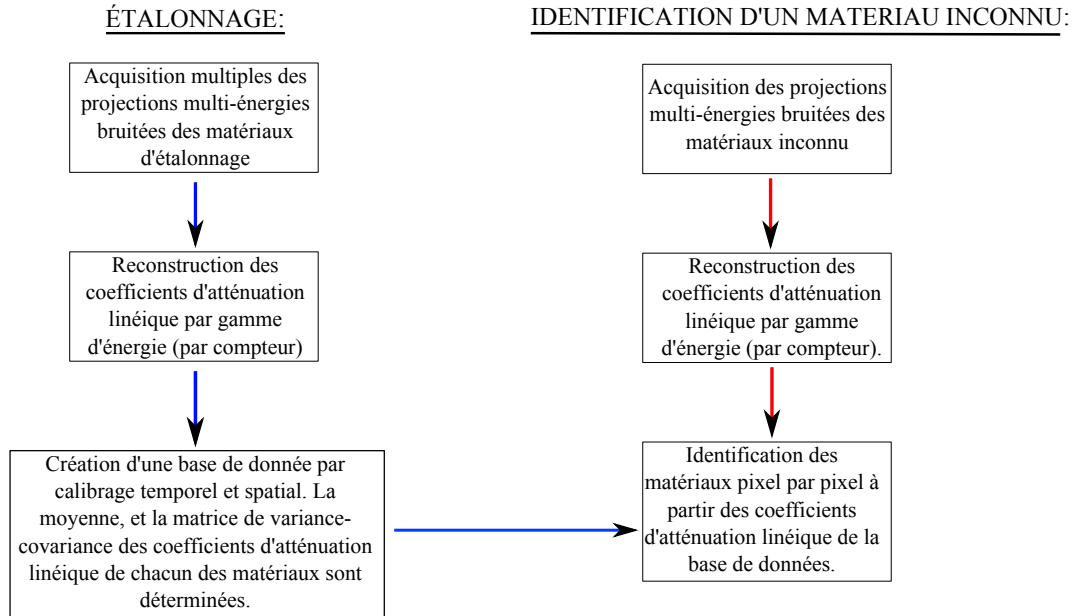 ÉTALONNAGE:
Acquisition multiples des
projections multi-énergies
bruitées des matériaux
d'étalonnage
Reconstruction des
coefficients d'atténuation
linéique par gamme
d'énergie (par compteur)
Création d'une base de donnée par
calibrage temporel et spatial. La
moyenne, et la matrice de variance-
covariance des coefficients d'atténuation
linéique de chacun des matériaux sont
déterminées.
IDENTIFICATION D'UN MATERIAU INCONNU:
Acquisition des projections
multi-énergies bruitées des
matériaux inconnu
Reconstruction des
coefficients d'atténuation
linéique par gamme
d'énergie (par compteur).
Identification des
matériaux pixel par pixel à
partir des coefficients
d'atténuation linéique de la
base de données.